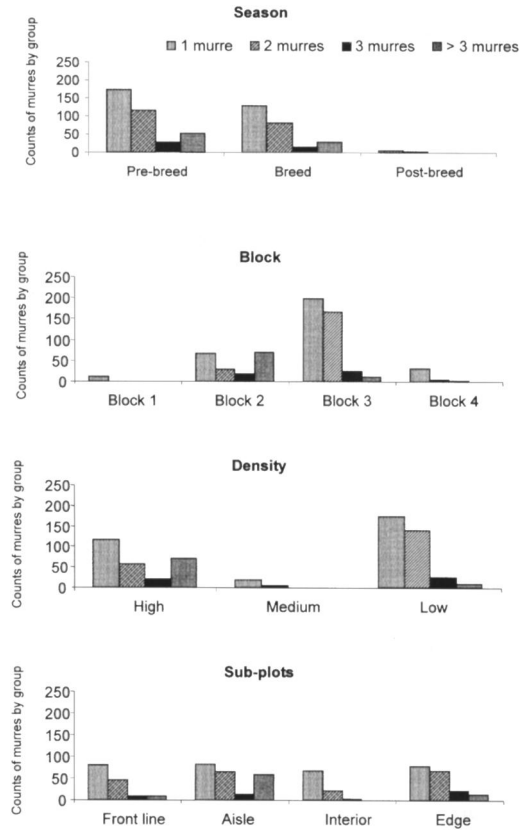 Season
1 murre 2 murres 3 murres > 3 murres
Counts of murres by group
250
200
150
100
50
0
Pre-breed Breed Post-breed
Block
Counts of murres by group
250
200
150
100
50
0
Block 1 Block 2 Block 3 Block 4
Density
Counts of murres by group
250
200
150
100
50
0
High Medium Low
Sub-plots
Counts of murres by group
250
200
150
100
50
0
Front line Aisle Interior Edge